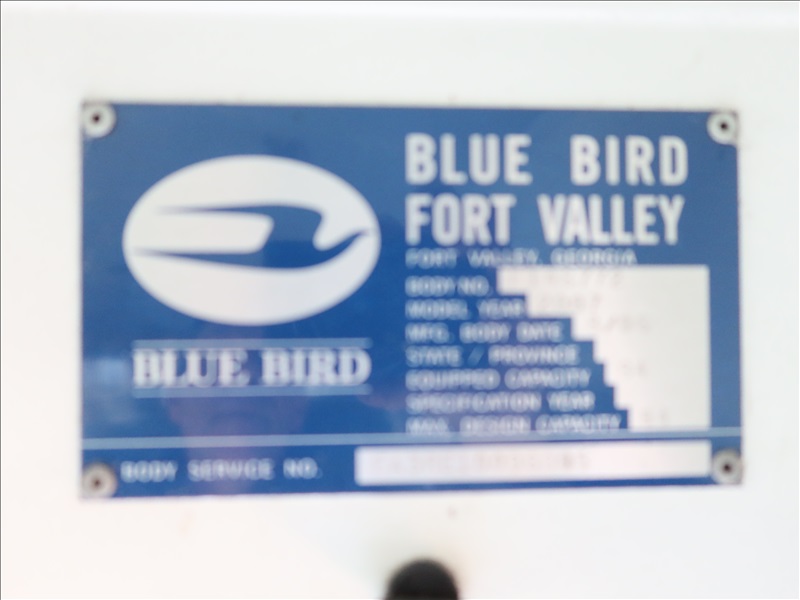 BLUE BIRD
FORT VALLEY
FORT VALLEY, GEORGIA
BODY NO.
MODEL YEAR
MFG. BODY DATE
STATE / PROVINCE
EQUIPPED CAPACITY
SPECIFICATION YEAR
MAX. DESIGN CAPACITY
BLUE BIRD
BODY SERVICE NO.